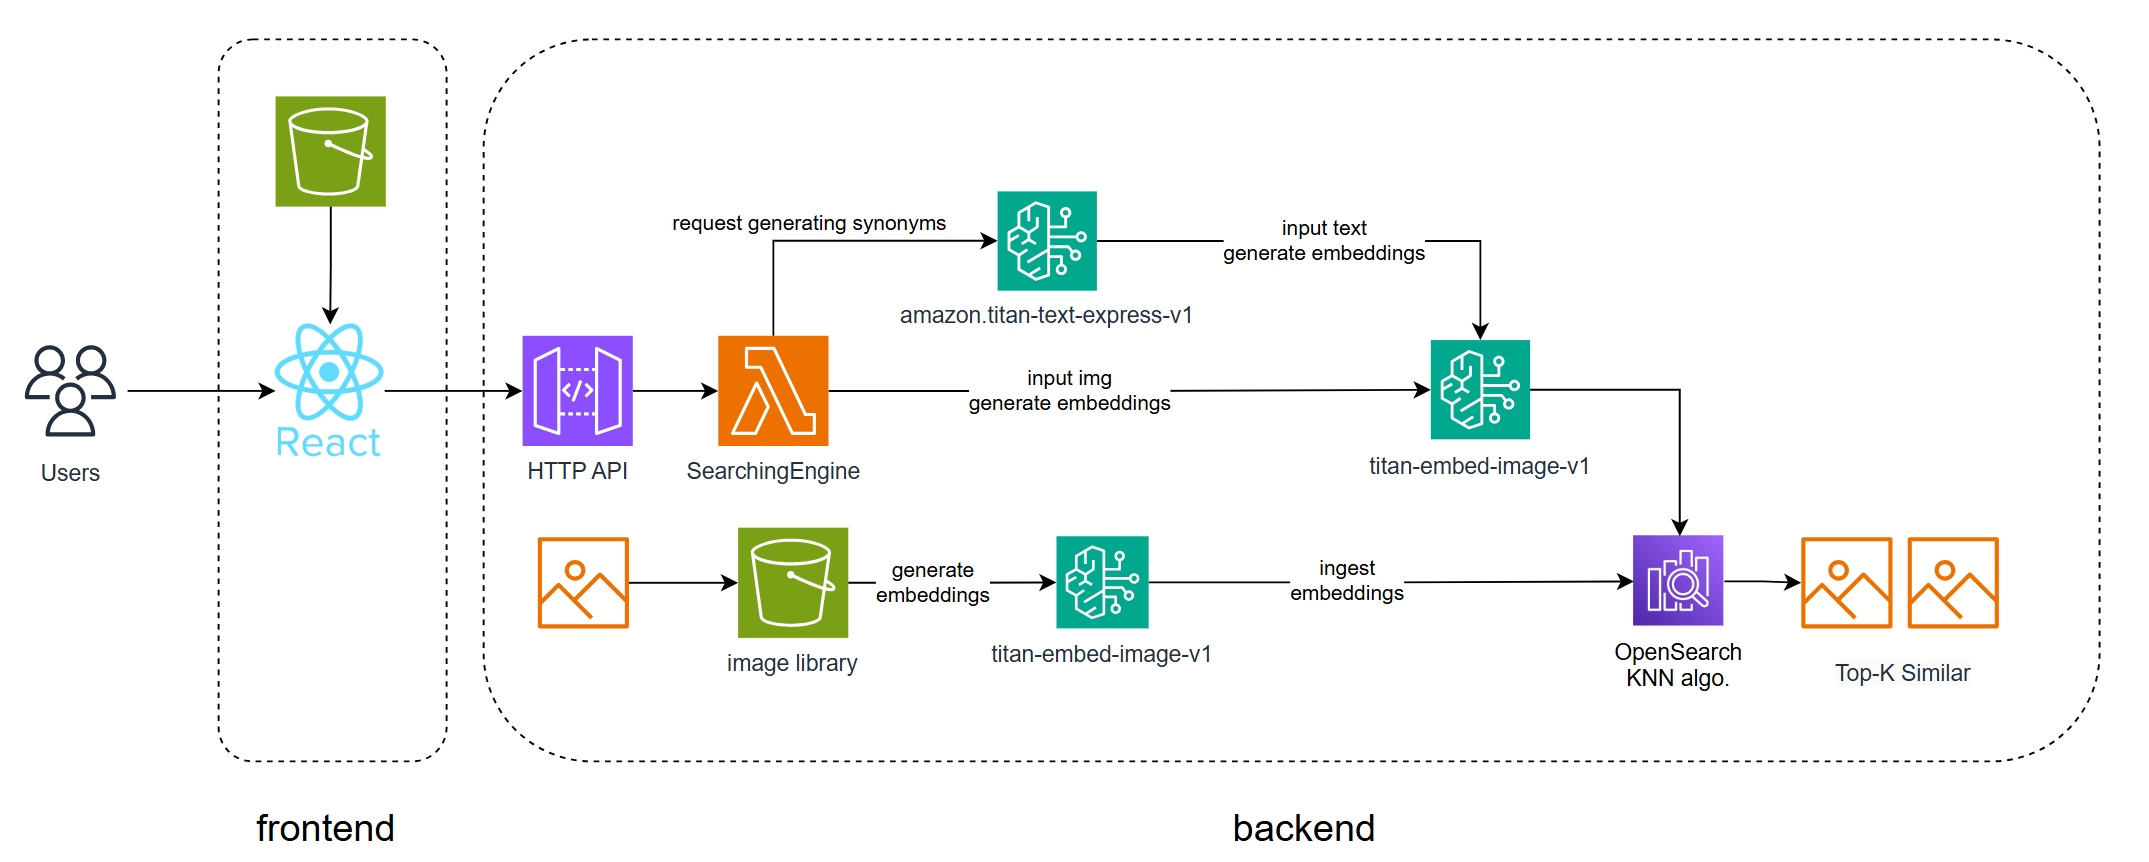 request generating synonyms
input text
generate embeddings
amazon.titan-text-express-v1
input img
generate embeddings
React
Users
HTTP API
SearchingEngine
titan-embed-image-v1
generate
embeddings
ingest
embeddings
image library
titan-embed-image-v1
OpenSearch
KNN algo.
Top-K Similar
frontend
backend